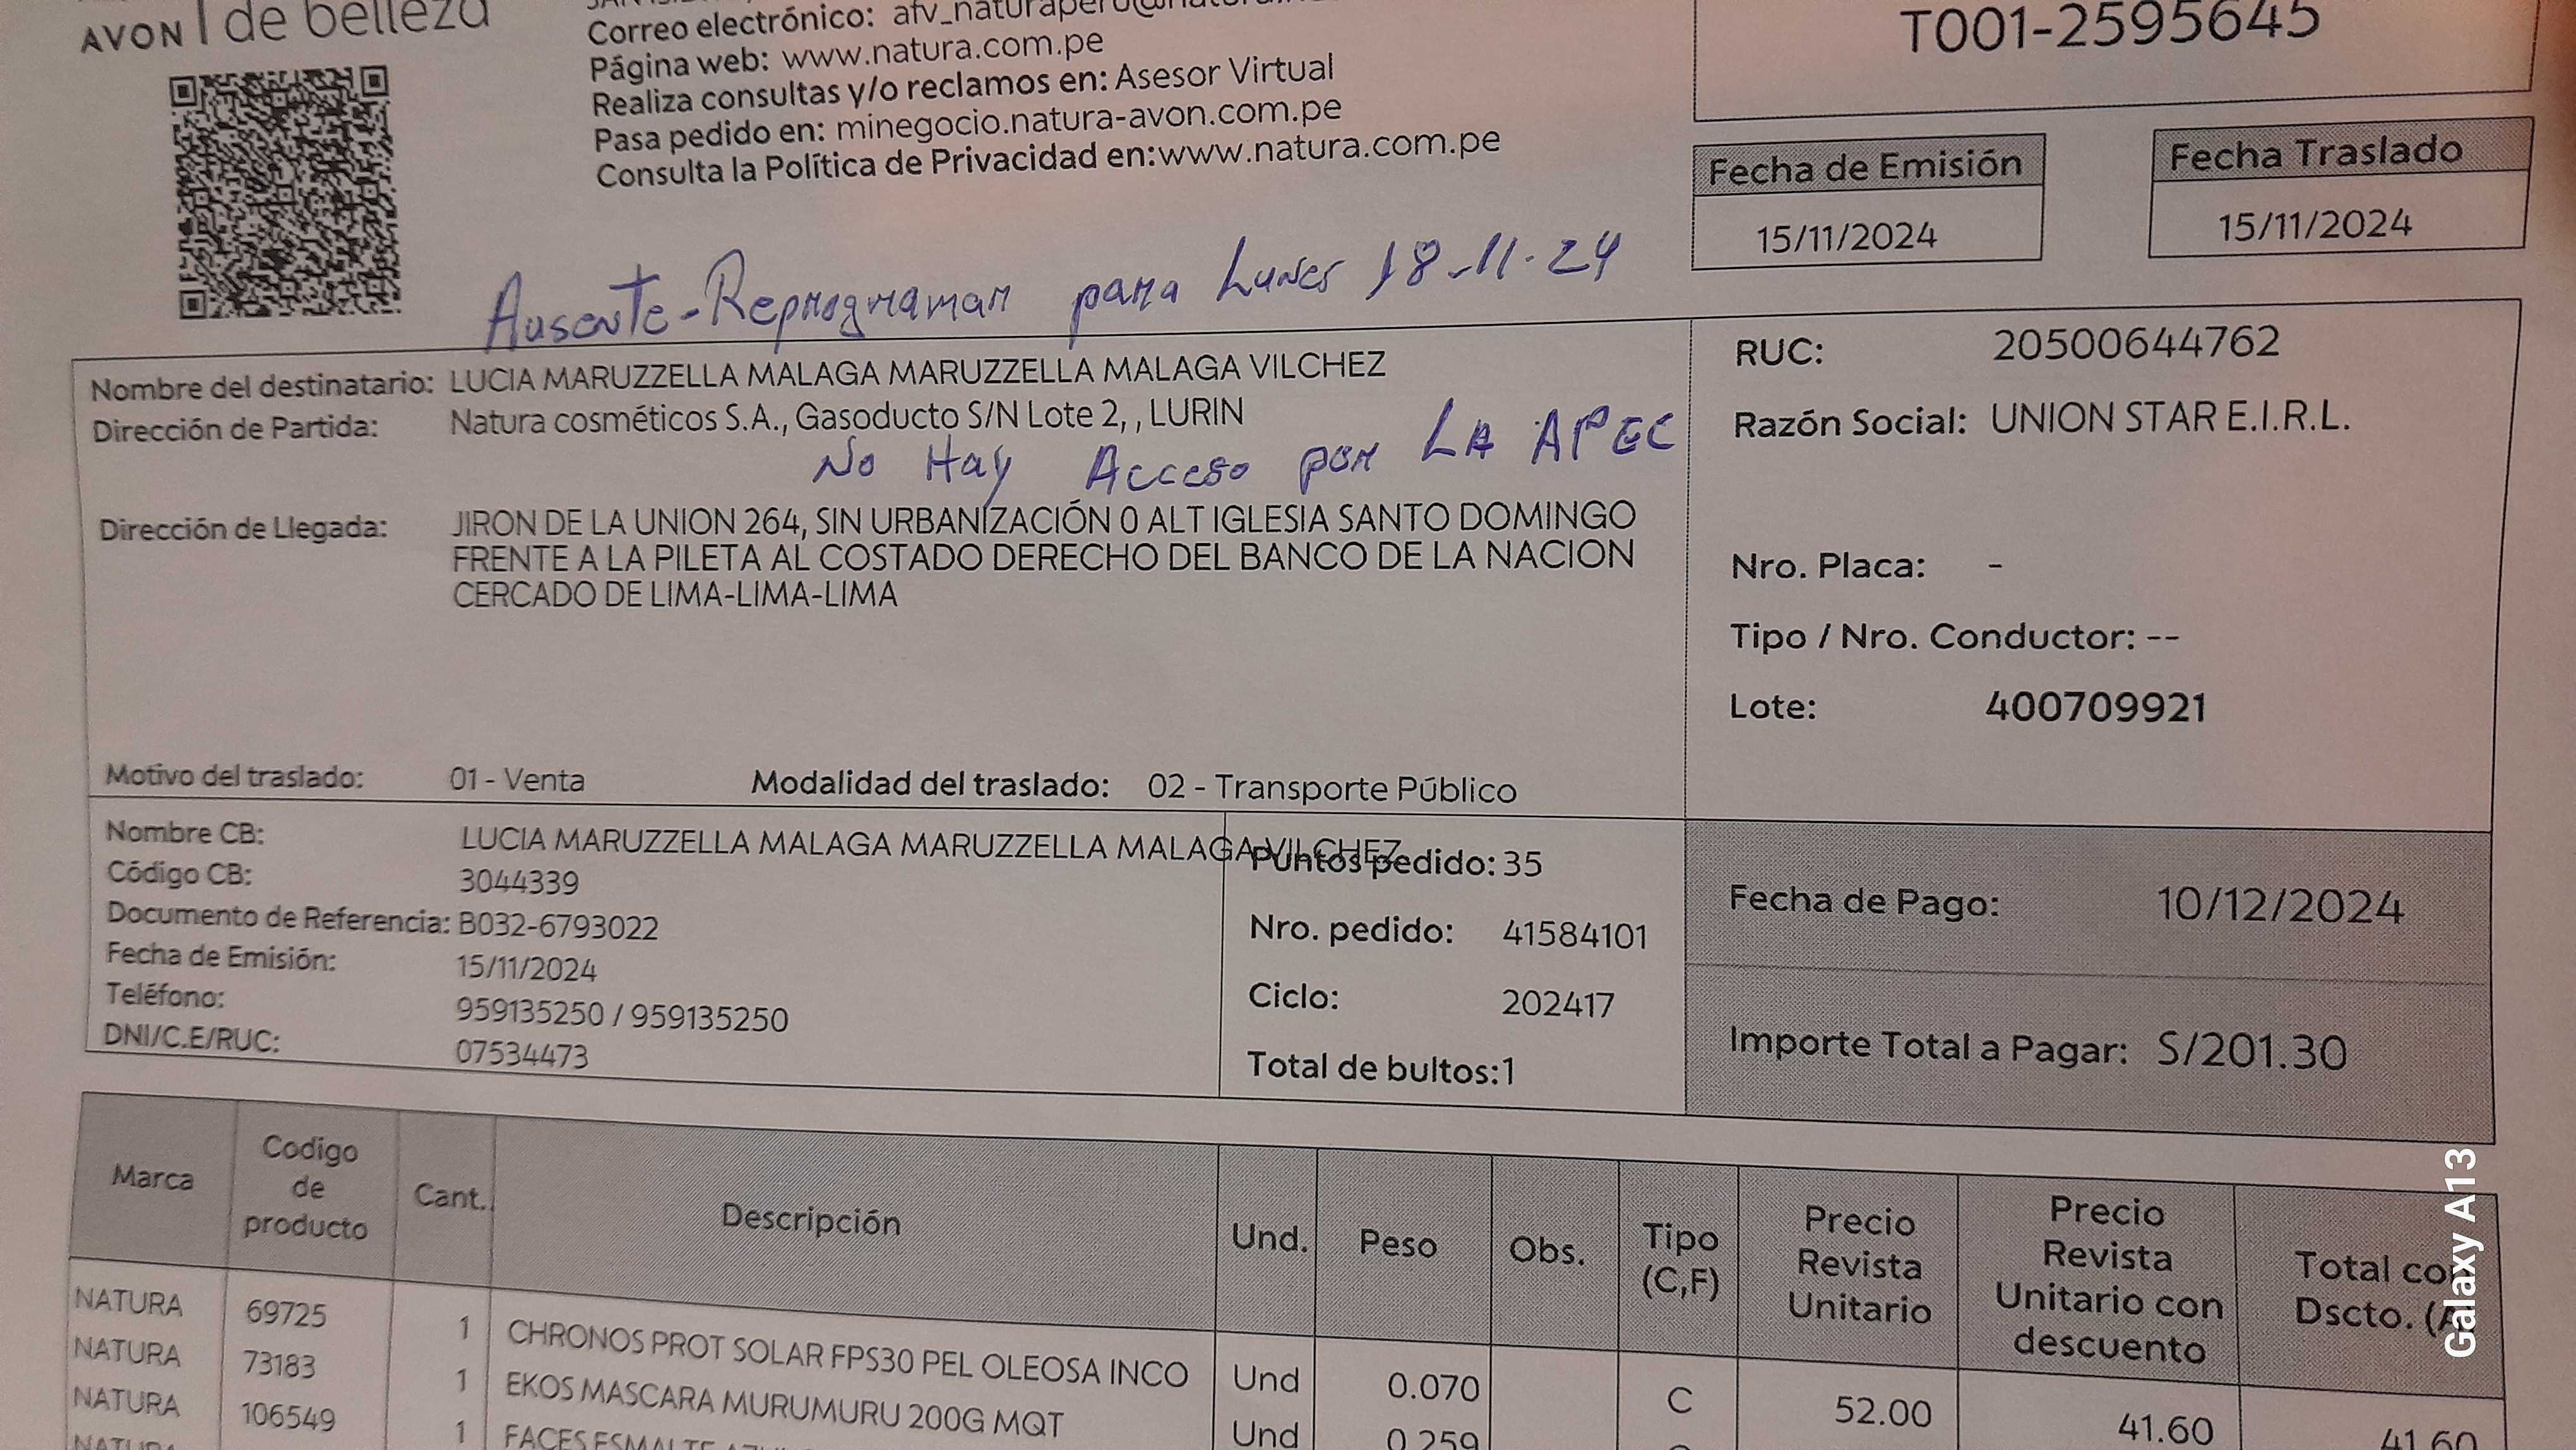 AVON de belleza
Correo electrónico:
Página web: www.natura.com.pe
Realiza consultas y/o reclamos en: Asesor Virtual
Pasa pedido en: minegocio.natura-avon.com.pe
Consulta la Política de Privacidad en:www.natura.com.pe
T001-2595645
Fecha de Emisión
15/11/2024
Fecha Traslado
15/11/2024
Ausente-Reprogramar para Lunes 18-11-24
Nombre del destinatario: LUCIA MARUZZELLA MALAGA MARUZZELLA MALAGA VILCHEZ
Dirección de Partida: Natura cosméticos S.A., Gasoducto S/N Lote 2, , LURIN
No Hay Acceso por LA APEC
Dirección de Llegada: JIRON DE LA UNION 264, SIN URBANIZACIÓN 0 ALT IGLESIA SANTO DOMINGO
FRENTE A LA PILETA AL COSTADO DERECHO DEL BANCO DE LA NACION
CERCADO DE LIMA-LIMA-LIMA
Motivo del traslado: 01 - Venta Modalidad del traslado: 02 - Transporte Público
RUC: 20500644762
Razón Social: UNION STAR E.I.R.L.
Nro. Placa: -
Tipo / Nro. Conductor: --
Lote: 400709921
Nombre CB: LUCIA MARUZZELLA MALAGA MARUZZELLA MALAGA VILCHEZ
Código CB: 3044339
Documento de Referencia: B032-6793022
Fecha de Emisión: 15/11/2024
Teléfono: 959135250 / 959135250
DNI/C.E/RUC: 07534473
Puntos pedido: 35
Nro. pedido: 41584101
Ciclo: 202417
Total de bultos:1
Fecha de Pago: 10/12/2024
Importe Total a Pagar: S/201.30
Marca Codigo de producto Cant. Descripción Und. Peso Obs. Tipo (C,F) Precio Revista Unitario Precio Revista Unitario con descuento Total Dscto.
NATURA 69725 1 CHRONOS PROT SOLAR FPS30 PEL OLEOSA INCO Und 0.070 C 52.00 41.60 41.60
NATURA 73183 1 EKOS MASCARA MURUMURU 200G MQT Und 0.259
NATURA 106549 1 FACES ESMALTE
NATURA
Galaxy A13